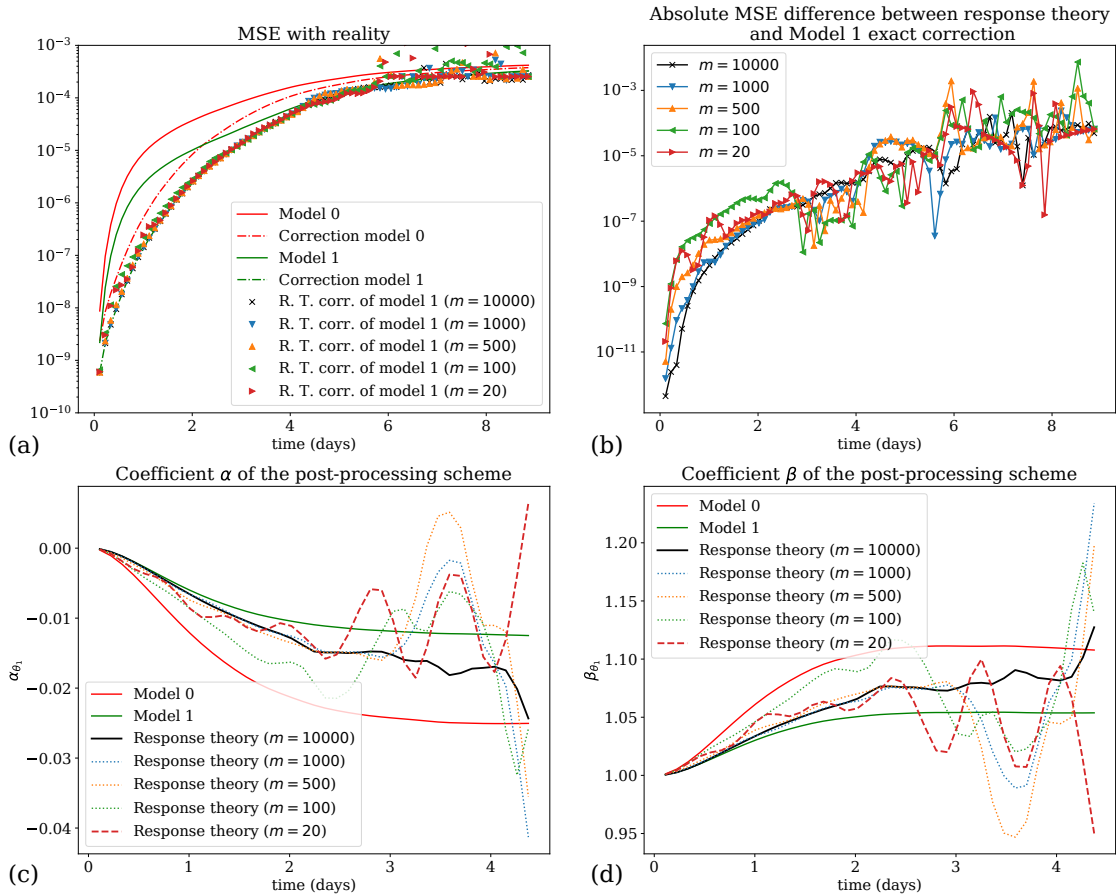 MSE with reality
10⁻³
10⁻⁴
10⁻⁵
10⁻⁶
10⁻⁷
10⁻⁸
10⁻⁹
10⁻¹⁰
Model 0
Correction model 0
Model 1
Correction model 1
R. T. corr. of model 1 (m = 10000)
R. T. corr. of model 1 (m = 1000)
R. T. corr. of model 1 (m = 500)
R. T. corr. of model 1 (m = 100)
R. T. corr. of model 1 (m = 20)
0 2 4 6 8
time (days)
(a)
Absolute MSE difference between response theory
and Model 1 exact correction
m = 10000
m = 1000
m = 500
m = 100
m = 20
10⁻³
10⁻⁵
10⁻⁷
10⁻⁹
10⁻¹¹
0 2 4 6 8
time (days)
(b)
Coefficient α of the post-processing scheme
0.00
−0.01
−0.02
−0.03
−0.04
αθ₁
Model 0
Model 1
Response theory (m = 10000)
Response theory (m = 1000)
Response theory (m = 500)
Response theory (m = 100)
Response theory (m = 20)
0 1 2 3 4
time (days)
(c)
Coefficient β of the post-processing scheme
Model 0
Model 1
Response theory (m = 10000)
Response theory (m = 1000)
Response theory (m = 500)
Response theory (m = 100)
Response theory (m = 20)
1.20
1.15
1.10
1.05
1.00
0.95
βθ₁
0 1 2 3 4
time (days)
(d)